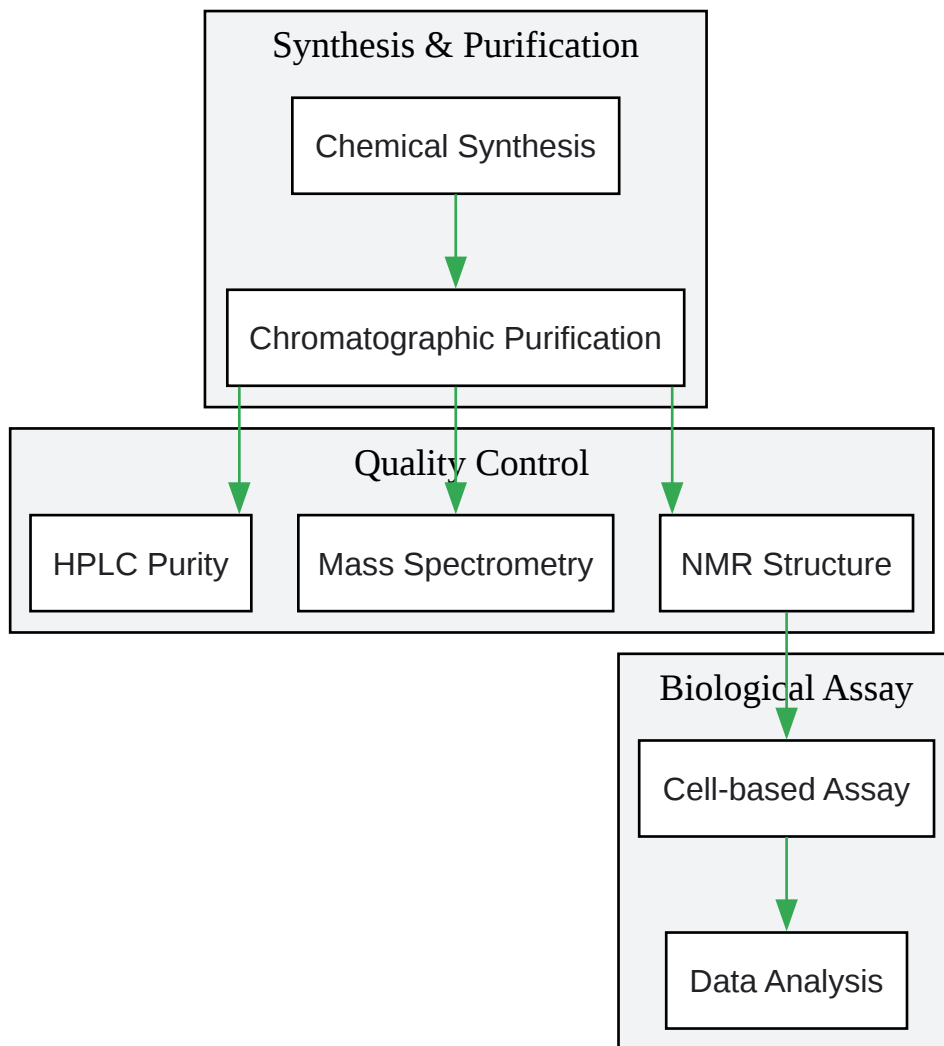 Synthesis & Purification
Chemical Synthesis
Chromatographic Purification
Quality Control
HPLC Purity
Mass Spectrometry
NMR Structure
Biological Assay
Cell-based Assay
Data Analysis